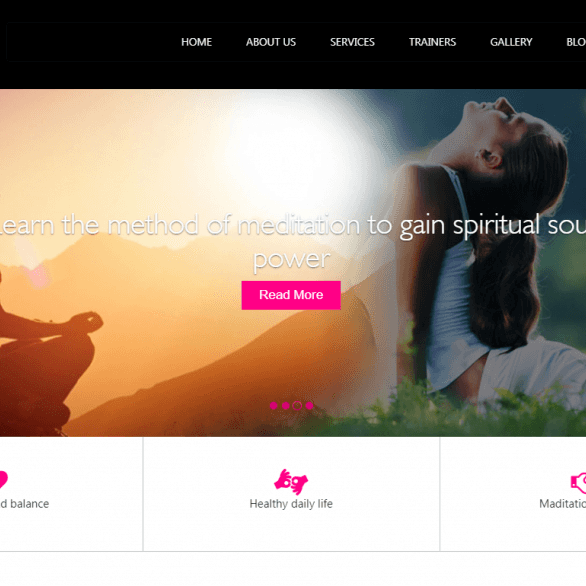 HOME ABOUT US SERVICES TRAINERS GALLERY BLO
earn the method of meditation to gain spiritual sou
power
Read More
d balance
Healthy daily life
Maditatio